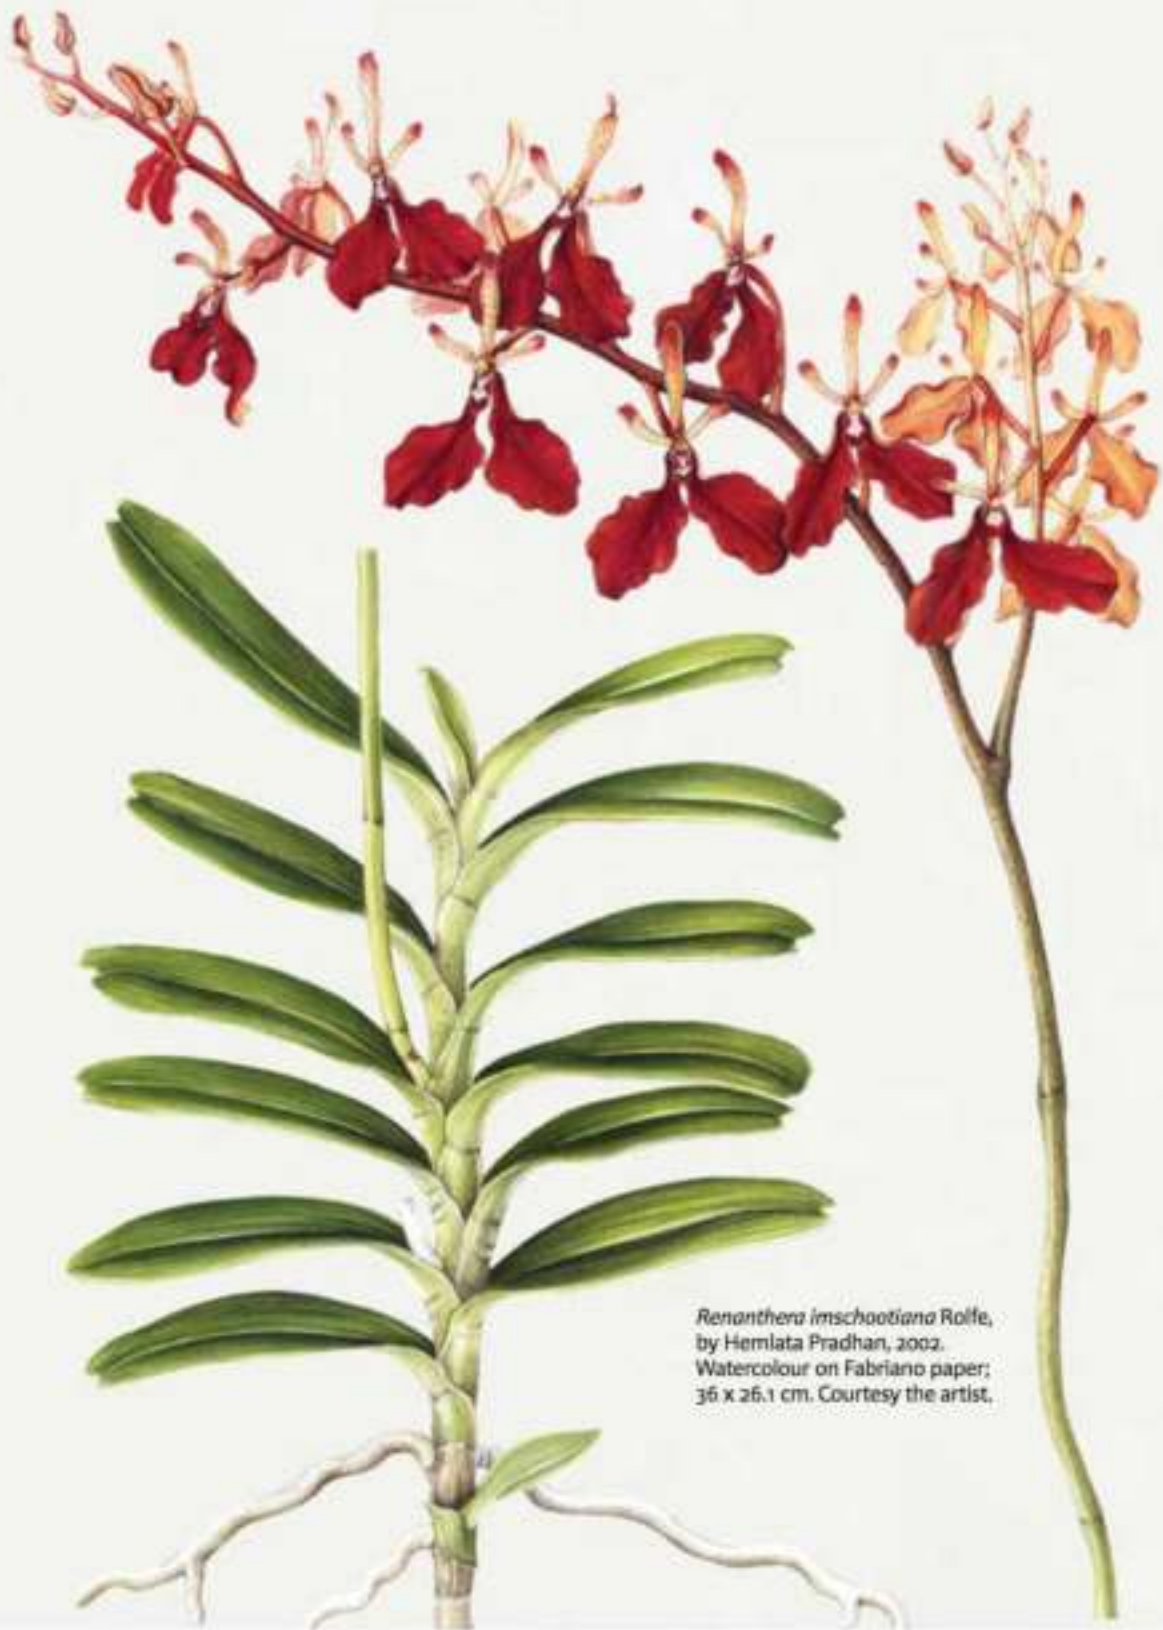 Renanthera imschootiana Rolfe,
by Hemlata Pradhan, 2002.
Watercolour on Fabriano paper;
36 x 26.1 cm. Courtesy the artist.